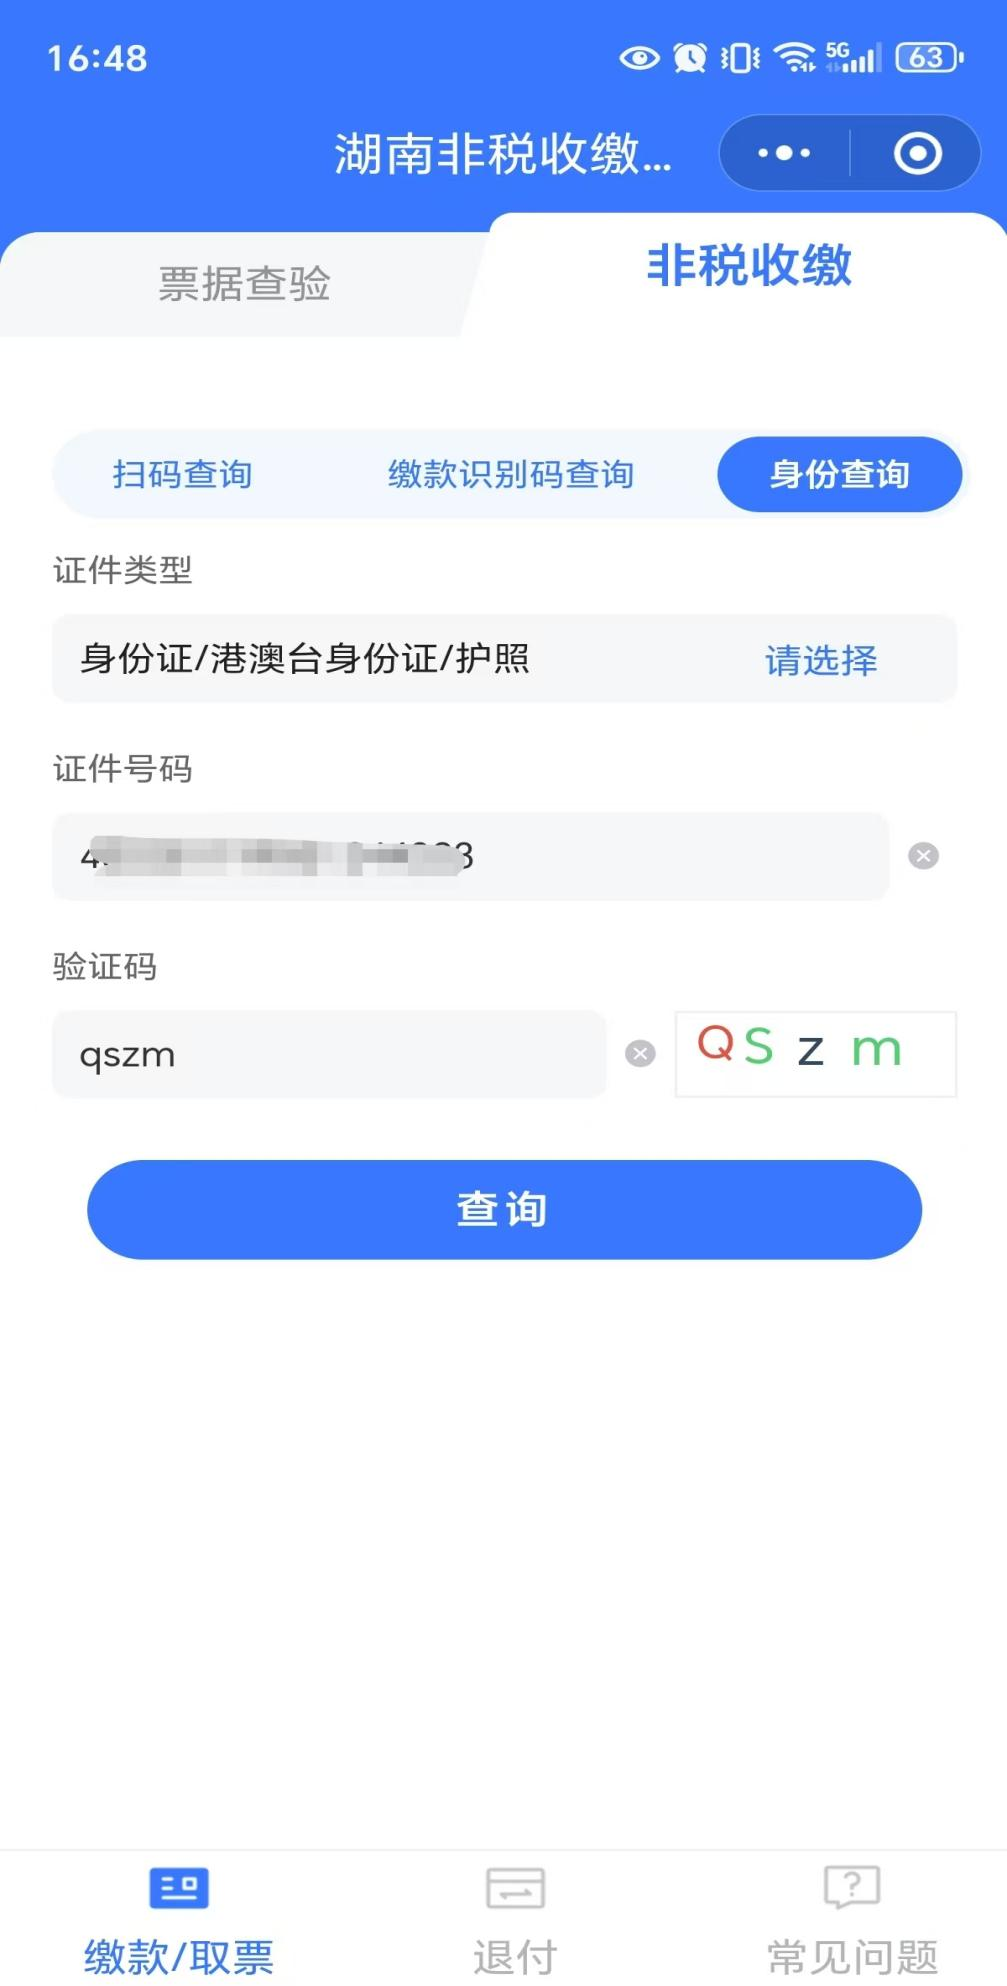 16:48
5G
63
湖南非税收缴...
票据查验
非税收缴
扫码查询
缴款识别码查询
身份查询
证件类型
身份证/港澳台身份证/护照
请选择
证件号码
验证码
qszm
QSzm
查询
缴款/取票
退付
常见问题